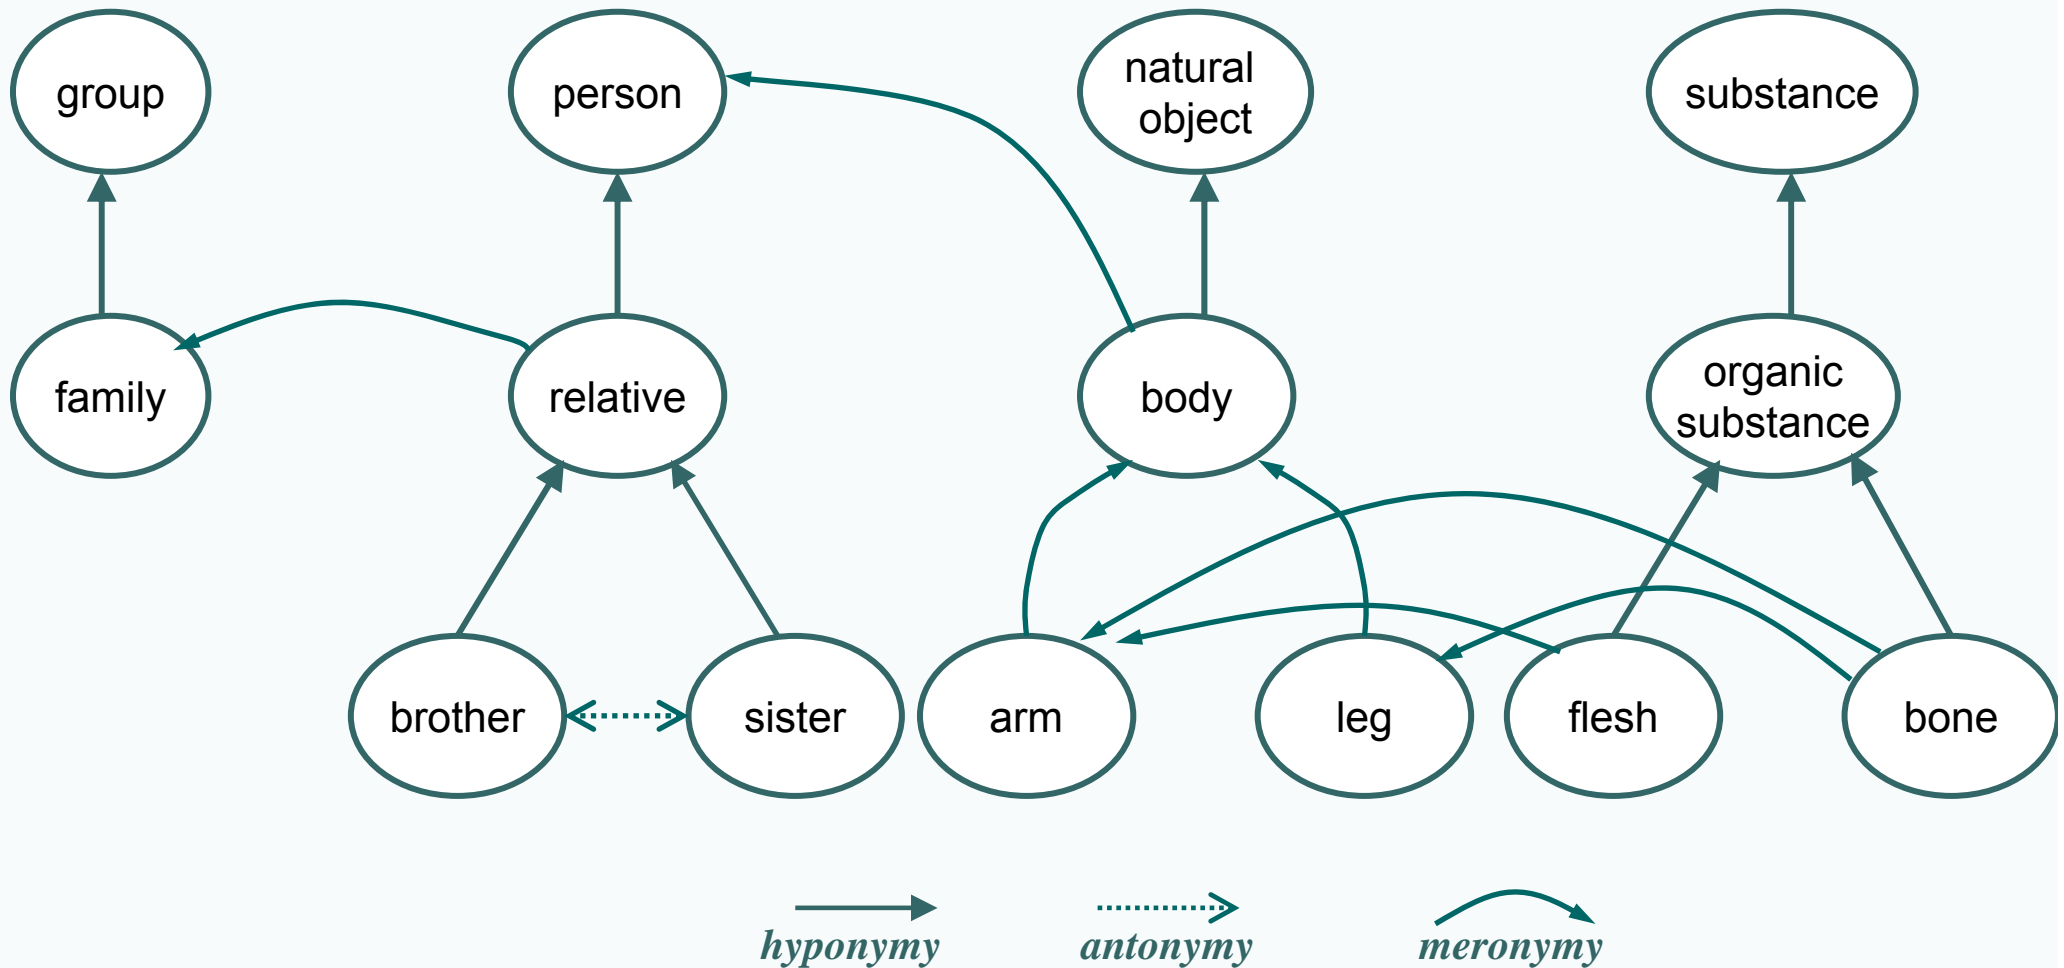 group
person
natural
object
substance
family
relative
body
organic
substance
brother
sister
arm
leg
flesh
bone
hyponymy
antonymy
meronymy